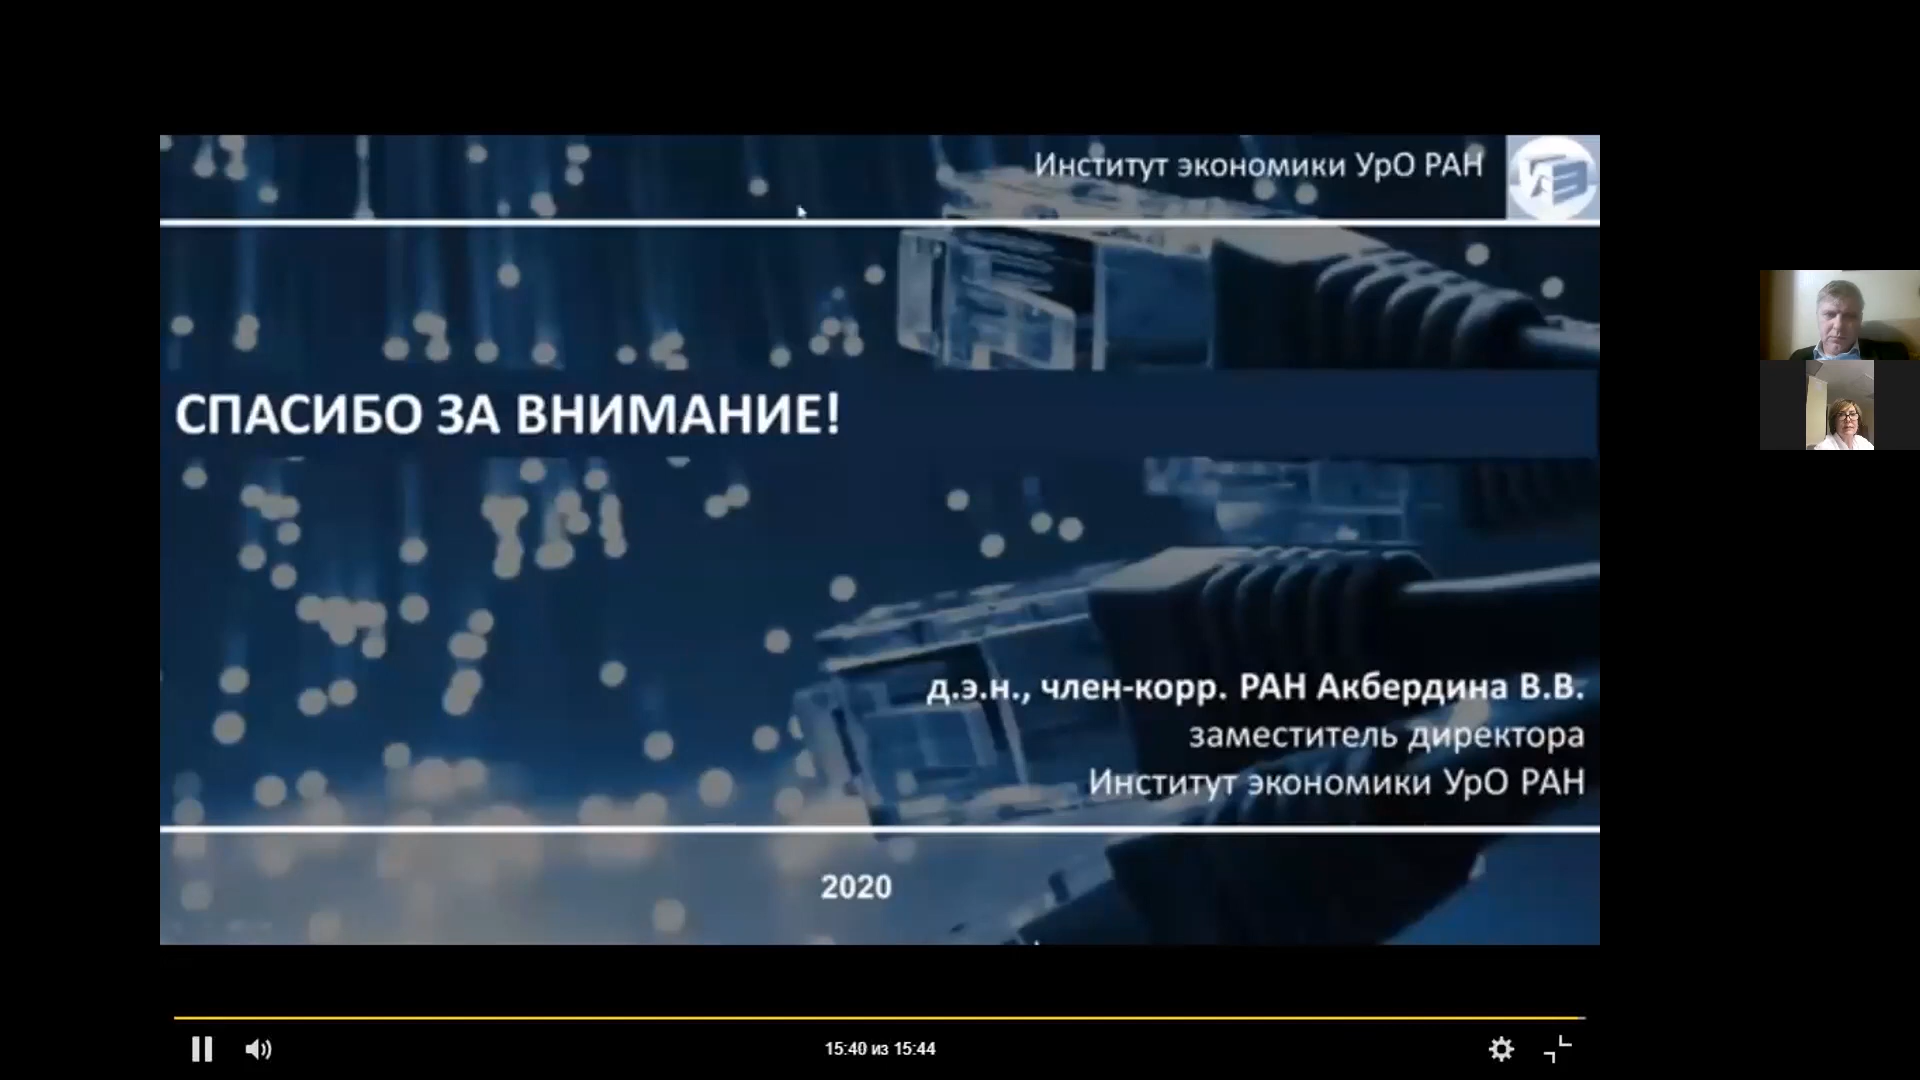 Институт экономики УрО РАН
СПАСИБО ЗА ВНИМАНИЕ!
д.э.н., член-корр. РАН Акбердина В.В.
заместитель директора
Институт экономики УрО РАН
2020
15:40 из 15:44